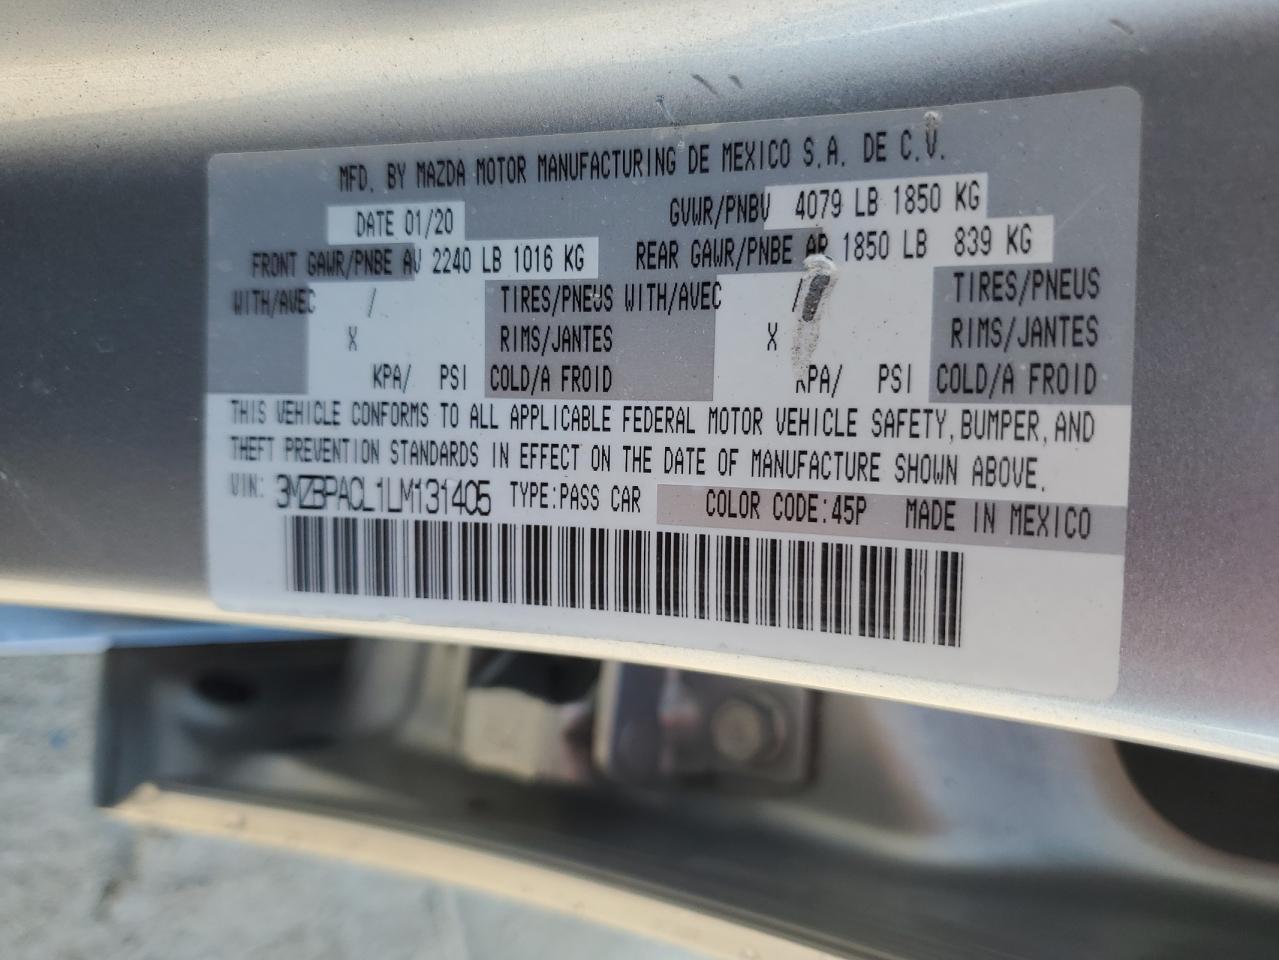 MFD. BY MAZDA MOTOR MANUFACTURING DE MEXICO S.A. DE C.V.
DATE 01/20 GVWR/PNBV 4079 LB 1850 KG
FRONT GAWR/PNBE AV 2240 LB 1016 KG REAR GAWR/PNBE AR 1850 LB 839 KG
WITH/AVEC / TIRES/PNEUS WITH/AVEC / TIRES/PNEUS
X RIMS/JANTES X RIMS/JANTES
KPA/ PSI COLD/A FROID KPA/ PSI COLD/A FROID
THIS VEHICLE CONFORMS TO ALL APPLICABLE FEDERAL MOTOR VEHICLE SAFETY, BUMPER, AND
THEFT PREVENTION STANDARDS IN EFFECT ON THE DATE OF MANUFACTURE SHOWN ABOVE.
VIN: 3MZBPACL1LM131405 TYPE:PASS CAR COLOR CODE:45P MADE IN MEXICO